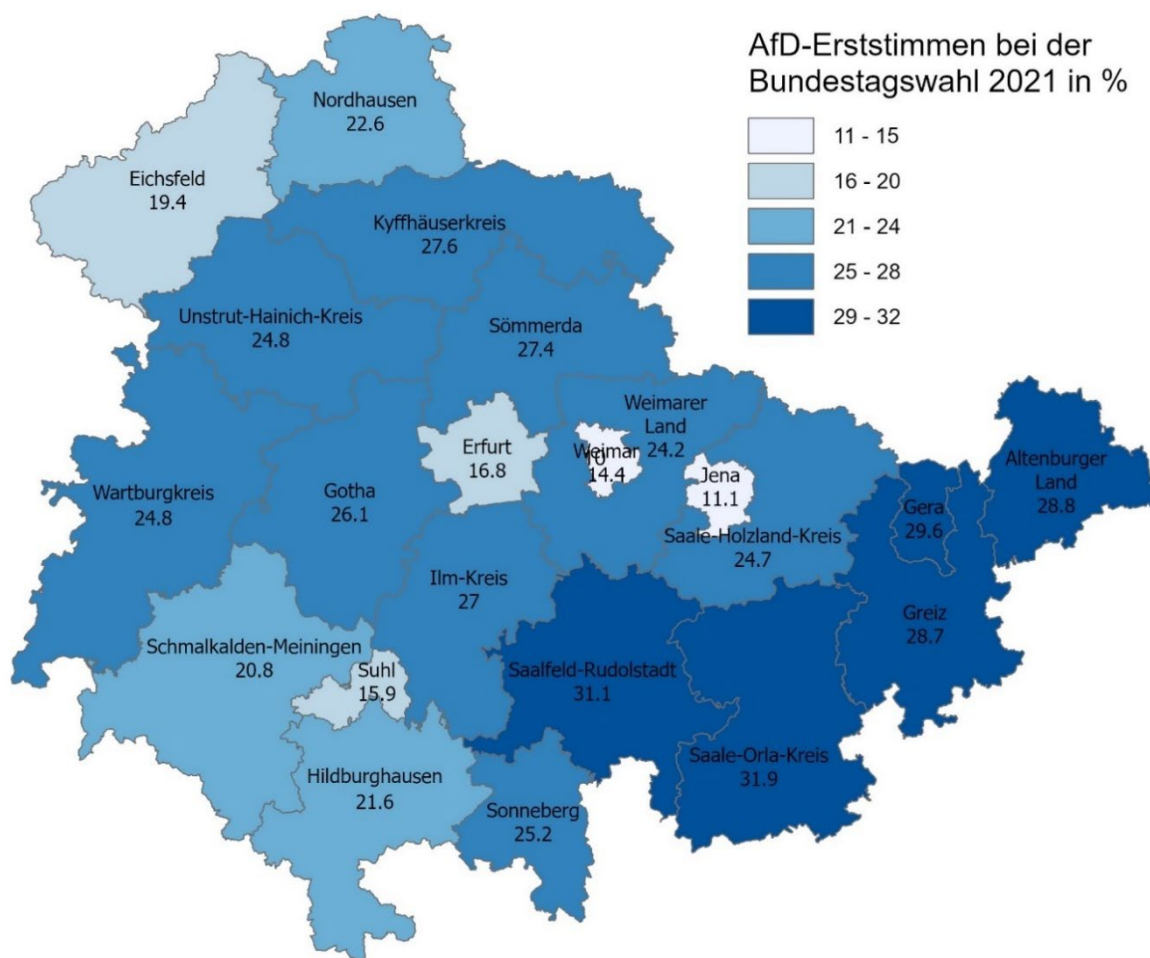 AfD-Erststimmen bei der
Bundestagswahl 2021 in %
11 - 15
16 - 20
21 - 24
25 - 28
29 - 32
Nordhausen
22.6
Eichsfeld
19.4
Kyffhäuserkreis
27.6
Unstrut-Hainich-Kreis
24.8
Sömmerda
27.4
Weimarer
Land
24.2
Erfurt
16.8
Weimar
10
14.4
Jena
11.1
Altenburger
Land
28.8
Gera
29.6
Wartburgkreis
24.8
Gotha
26.1
Saale-Holzland-Kreis
24.7
Ilm-Kreis
27
Greiz
28.7
Schmalkalden-Meiningen
20.8
Suhl
15.9
Saalfeld-Rudolstadt
31.1
Saale-Orla-Kreis
31.9
Hildburghausen
21.6
Sonneberg
25.2